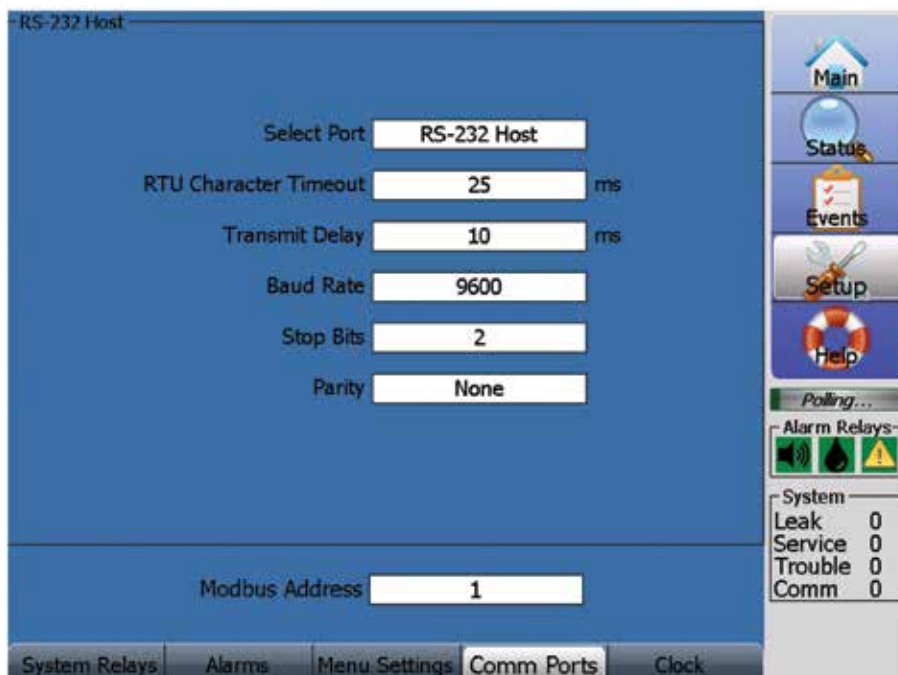 RS-232 Host
Select Port RS-232 Host
RTU Character Timeout 25 ms
Transmit Delay 10 ms
Baud Rate 9600
Stop Bits 2
Parity None
Modbus Address 1
System Relays Alarms Menu Settings Comm Ports Clock
Main
Status
Events
Setup
Help
Polling...
Alarm Relays
System
Leak 0
Service 0
Trouble 0
Comm 0